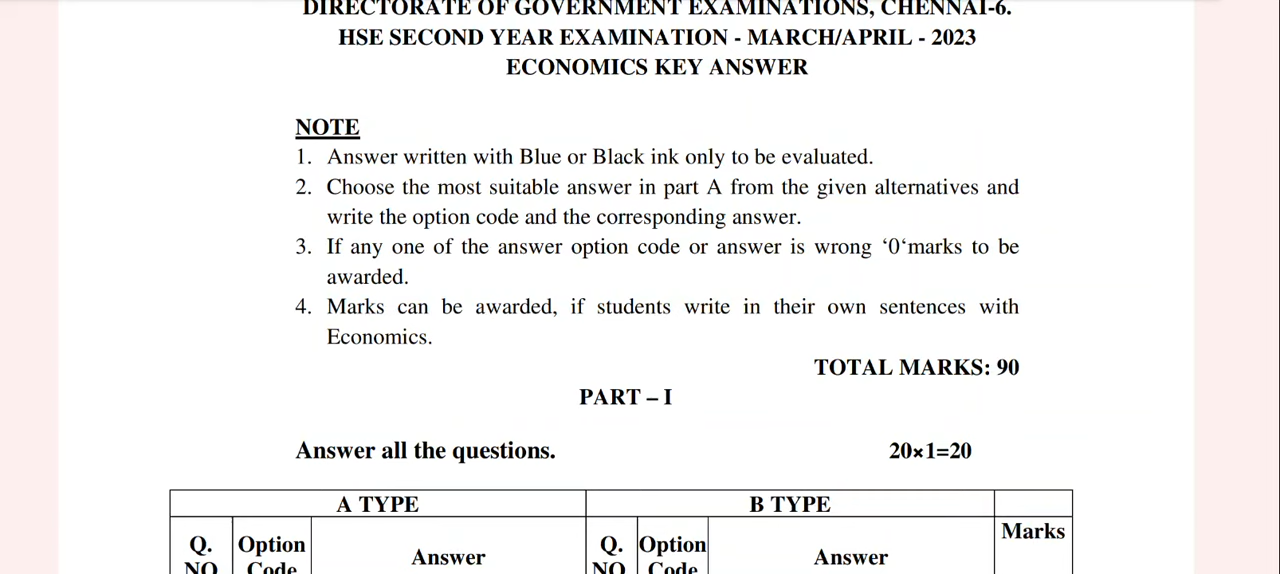 DIRECTORATE OF GOVERNMENT EXAMINATIONS, CHENNAI-6.
HSE SECOND YEAR EXAMINATION - MARCH/APRIL - 2023
ECONOMICS KEY ANSWER
NOTE
1. Answer written with Blue or Black ink only to be evaluated.
2. Choose the most suitable answer in part A from the given alternatives and
write the option code and the corresponding answer.
3. If any one of the answer option code or answer is wrong ‘0‘marks to be
awarded.
4. Marks can be awarded, if students write in their own sentences with
Economics.
TOTAL MARKS: 90
PART – I
Answer all the questions. 20×1=20
A TYPE B TYPE
Marks
Q. Option Answer Q. Option Answer
NO Code NO Code